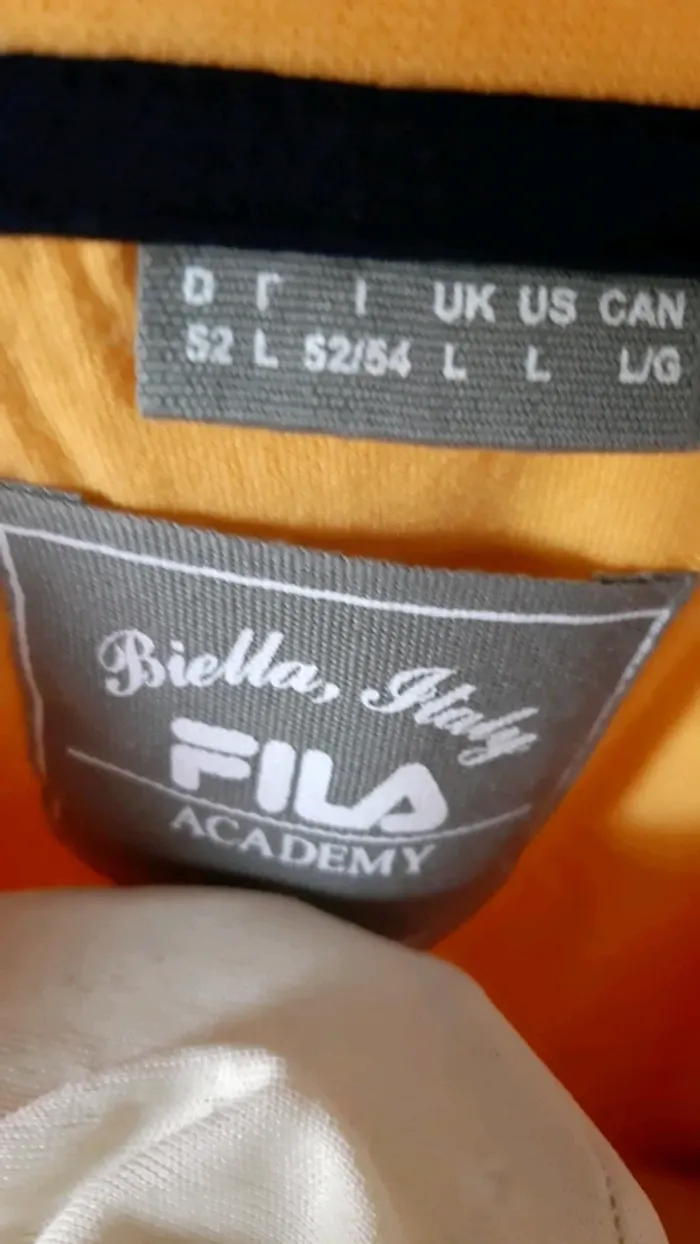 D I UK US CAN
52 L 52/54 L L L/G
Biella, Italy
FILA
ACADEMY